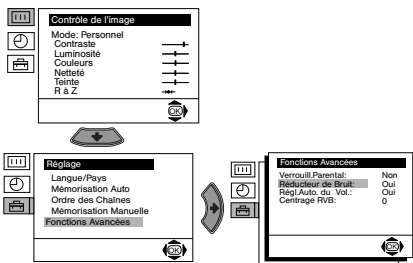 Contrôle de l'image
Mode: Personnel
Contraste
Luminosité
Couleurs
Netteté
Teinte
R à Z
OK
Réglage
Langue/Pays
Mémorisation Auto
Ordre des Chaînes
Mémorisation Manuelle
Fonctions Avancées
OK
Fonctions Avancées
Verrouill.Parental: Non
Réducteur de Bruit: Oui
Régl.Auto. du Vol.: Oui
Centrage RVB: 0
OK